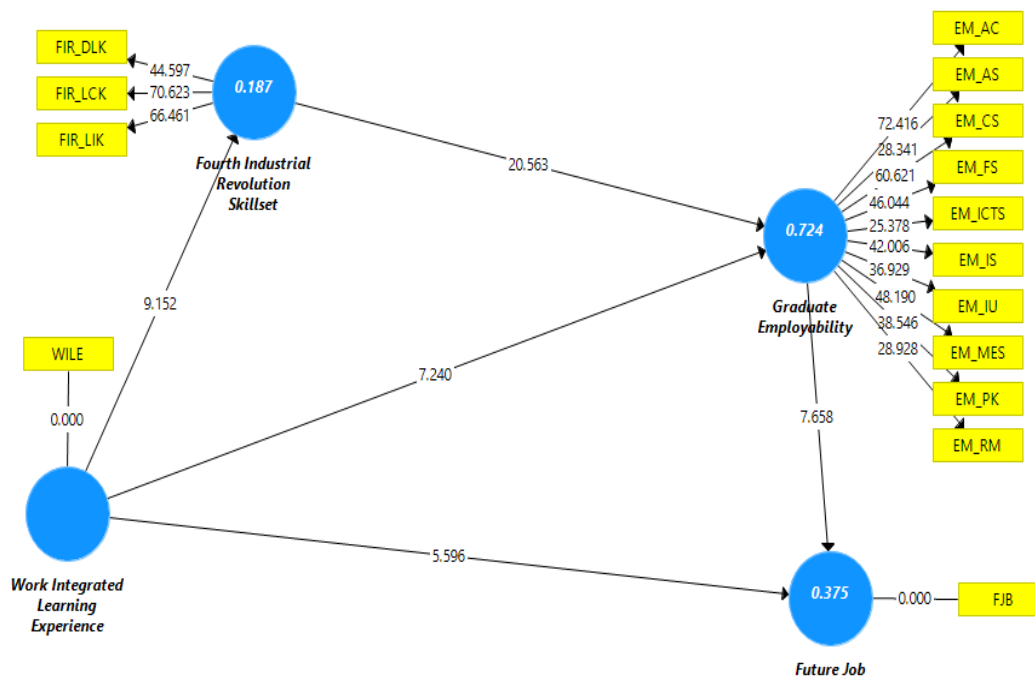 FIR_DLK
FIR_LCK
FIR_LIK
44.597
70.623
66.461
0.187
Fourth Industrial
Revolution
Skillset
20.563
9.152
WILE
0.000
Work Integrated
Learning
Experience
7.240
5.596
0.724
Graduate
Employability
72.416
28.341
60.621
46.044
25.378
42.006
36.929
48.190
38.546
28.928
EM_AC
EM_AS
EM_CS
EM_FS
EM_ICTS
EM_IS
EM_IU
EM_MES
EM_PK
EM_RM
7.658
0.375
Future Job
0.000
FJB